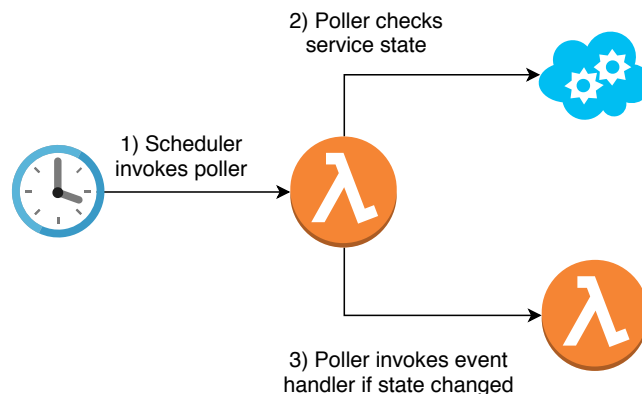 2) Poller checks
service state
1) Scheduler
invokes poller
3) Poller invokes event
handler if state changed